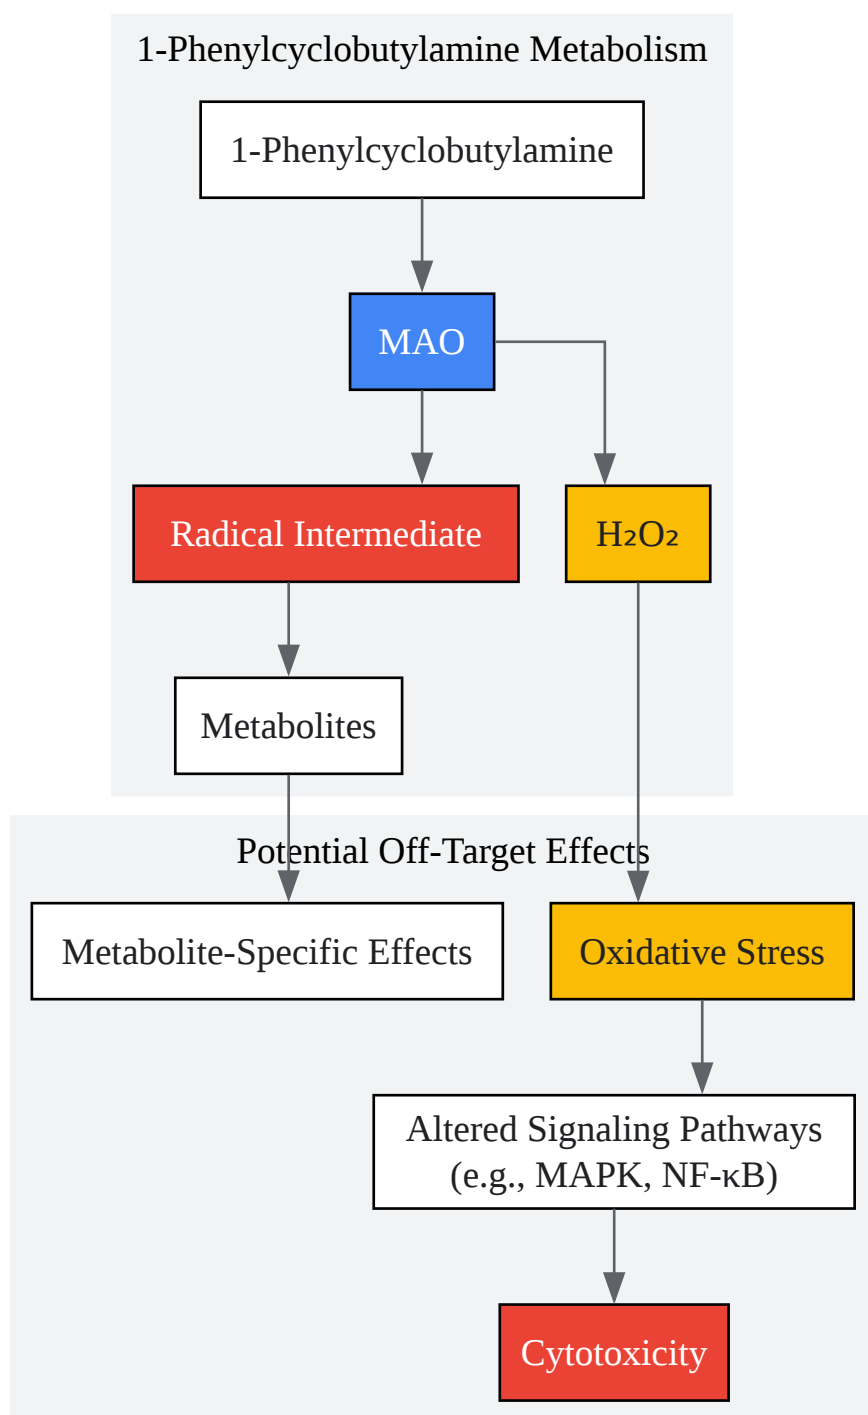 1-Phenylcyclobutylamine Metabolism
1-Phenylcyclobutylamine
MAO
Radical Intermediate
H₂O₂
Metabolites
Potential Off-Target Effects
Metabolite-Specific Effects
Oxidative Stress
Altered Signaling Pathways
(e.g., MAPK, NF-κB)
Cytotoxicity